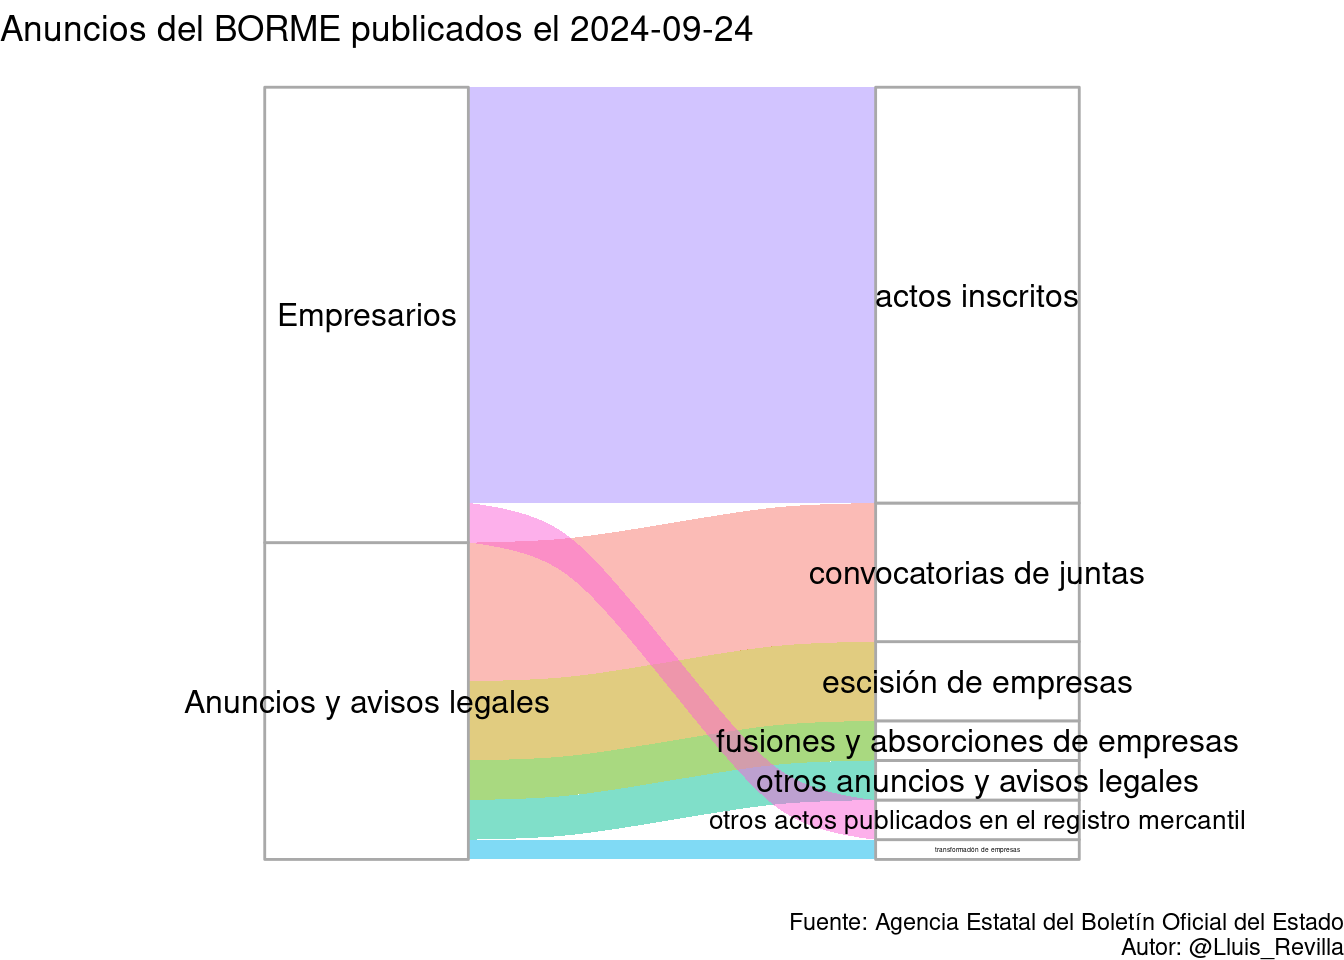 Anuncios del BORME publicados el 2024-09-24
Empresarios
Anuncios y avisos legales
actos inscritos
convocatorias de juntas
escisión de empresas
fusiones y absorciones de empresas
otros anuncios y avisos legales
otros actos publicados en el registro mercantil
transformación de empresas
Fuente: Agencia Estatal del Boletín Oficial del Estado
Autor: @Lluis_Revilla